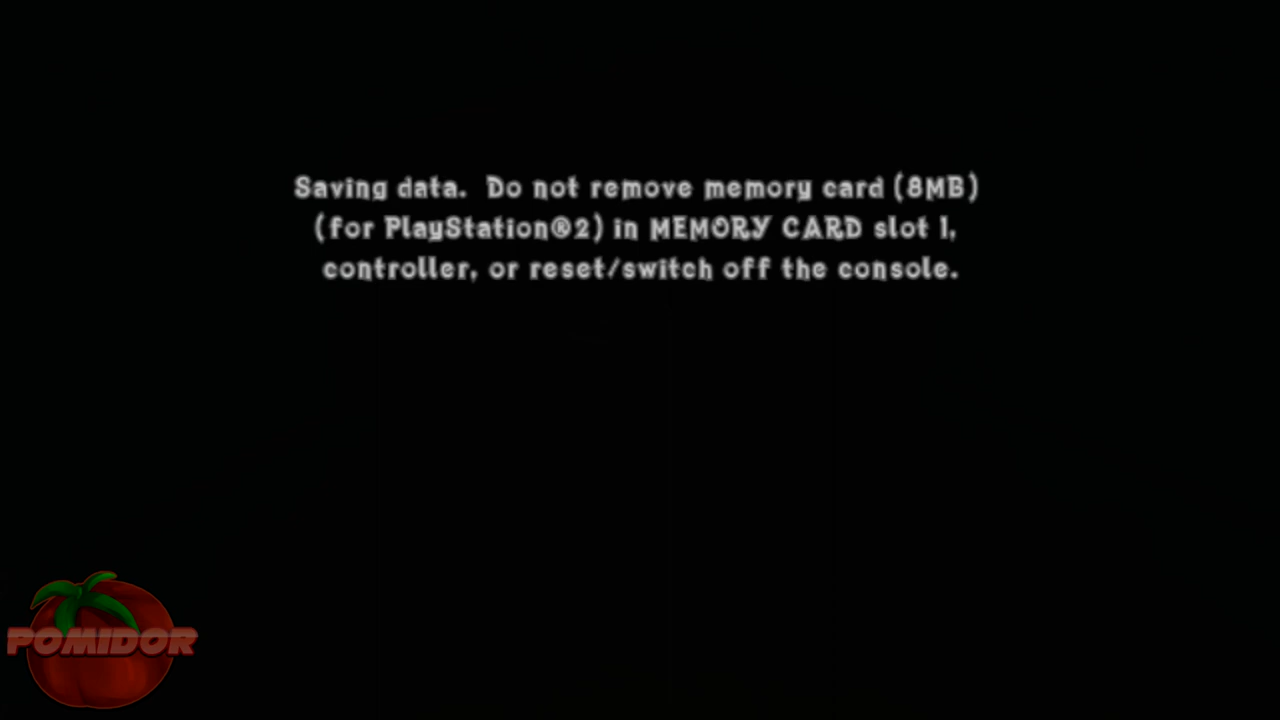 Saving data.  Do not remove memory card (8MB)
(for PlayStation®2) in MEMORY CARD slot 1,
controller, or reset/switch off the console.
POMIDOR